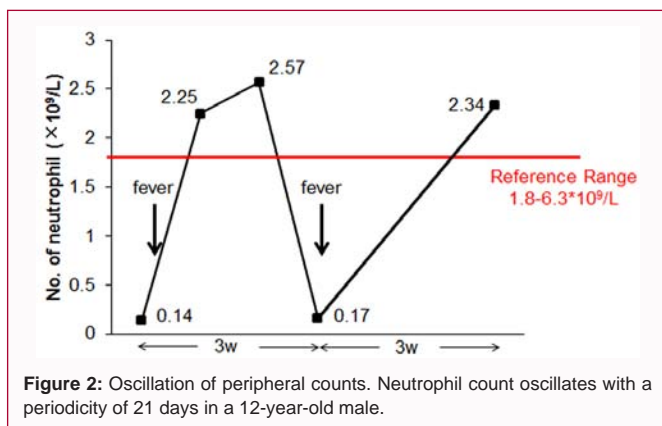 3
2.57
2.5
2.25
2.34
2
No. of neutrophil (×10⁹/L)
Reference Range
1.8-6.3*10⁹/L
1.5
fever
fever
1
0.5
0.14
0.17
0
3w
3w
Figure 2: Oscillation of peripheral counts. Neutrophil count oscillates with a
periodicity of 21 days in a 12-year-old male.